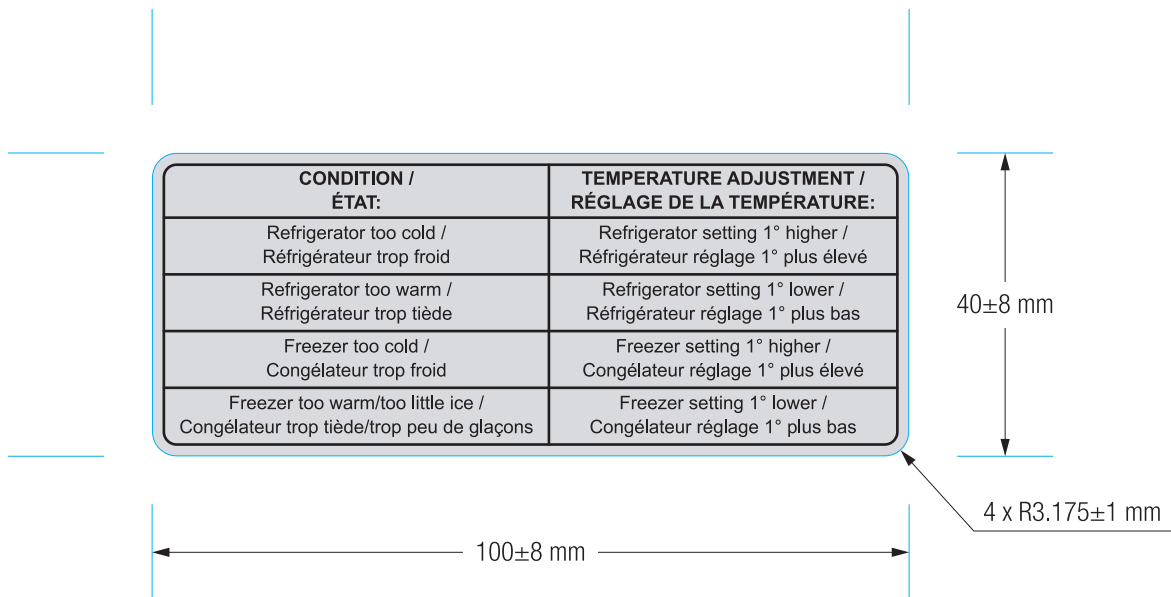 CONDITION /
ÉTAT:
TEMPERATURE ADJUSTMENT /
RÉGLAGE DE LA TEMPÉRATURE:
Refrigerator too cold /
Réfrigérateur trop froid
Refrigerator setting 1° higher /
Réfrigérateur réglage 1° plus élevé
Refrigerator too warm /
Réfrigérateur trop tiède
Refrigerator setting 1° lower /
Réfrigérateur réglage 1° plus bas
Freezer too cold /
Congélateur trop froid
Freezer setting 1° higher /
Congélateur réglage 1° plus élevé
Freezer too warm/too little ice /
Congélateur trop tiède/trop peu de glaçons
Freezer setting 1° lower /
Congélateur réglage 1° plus bas
40±8 mm
4 x R3.175±1 mm
100±8 mm